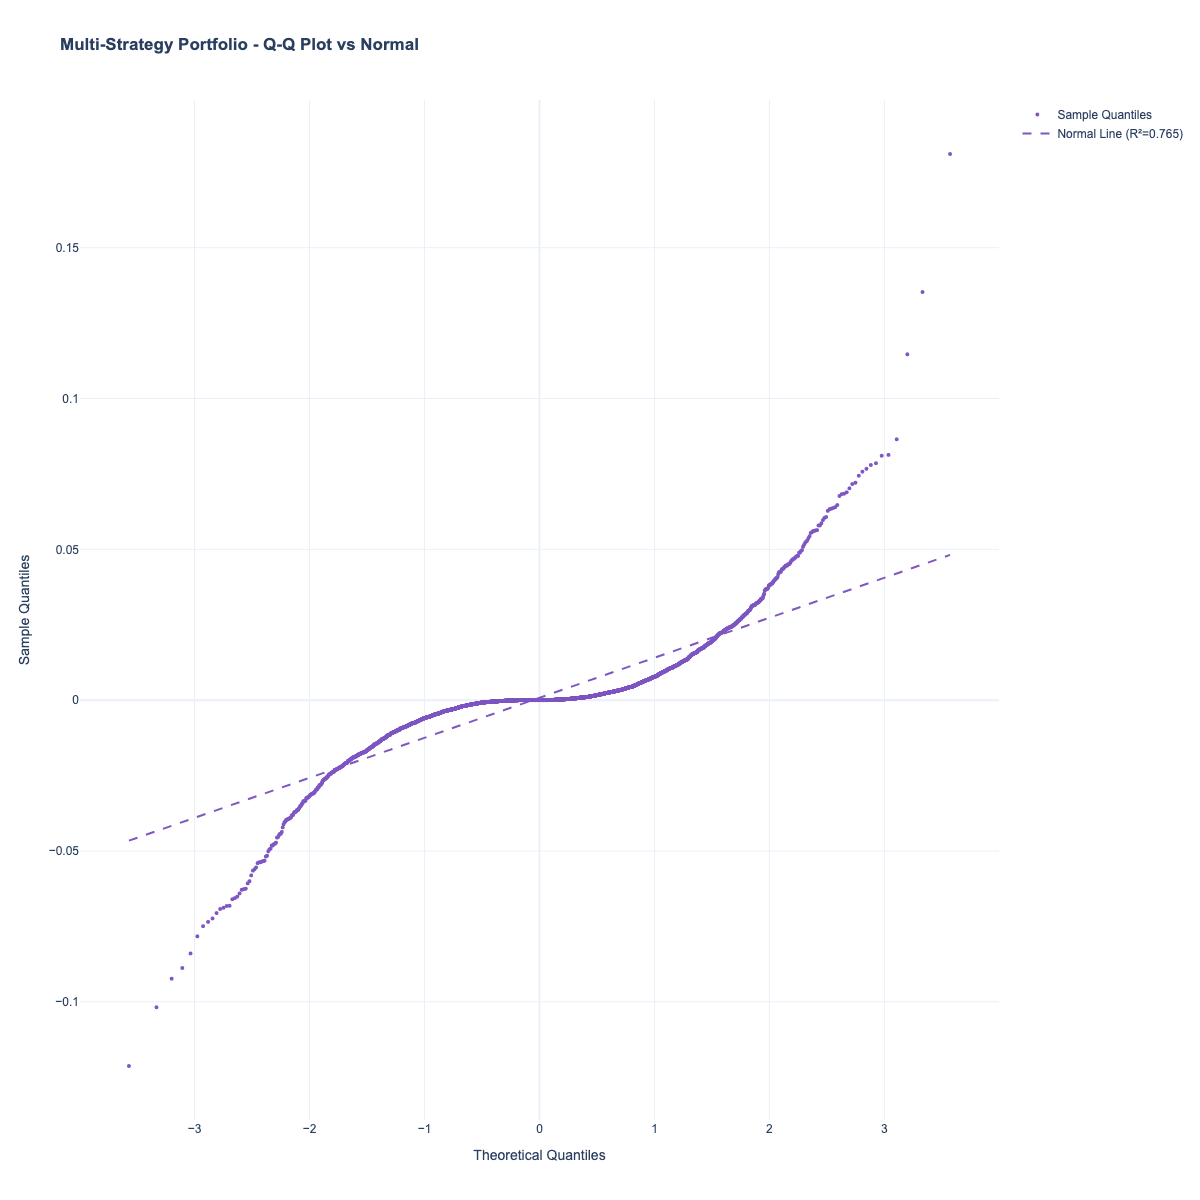 Multi-Strategy Portfolio - Q-Q Plot vs Normal
Sample Quantiles
Normal Line (R²=0.765)
0.15
0.1
0.05
0
−0.05
−0.1
Sample Quantiles
−3
−2
−1
0
1
2
3
Theoretical Quantiles